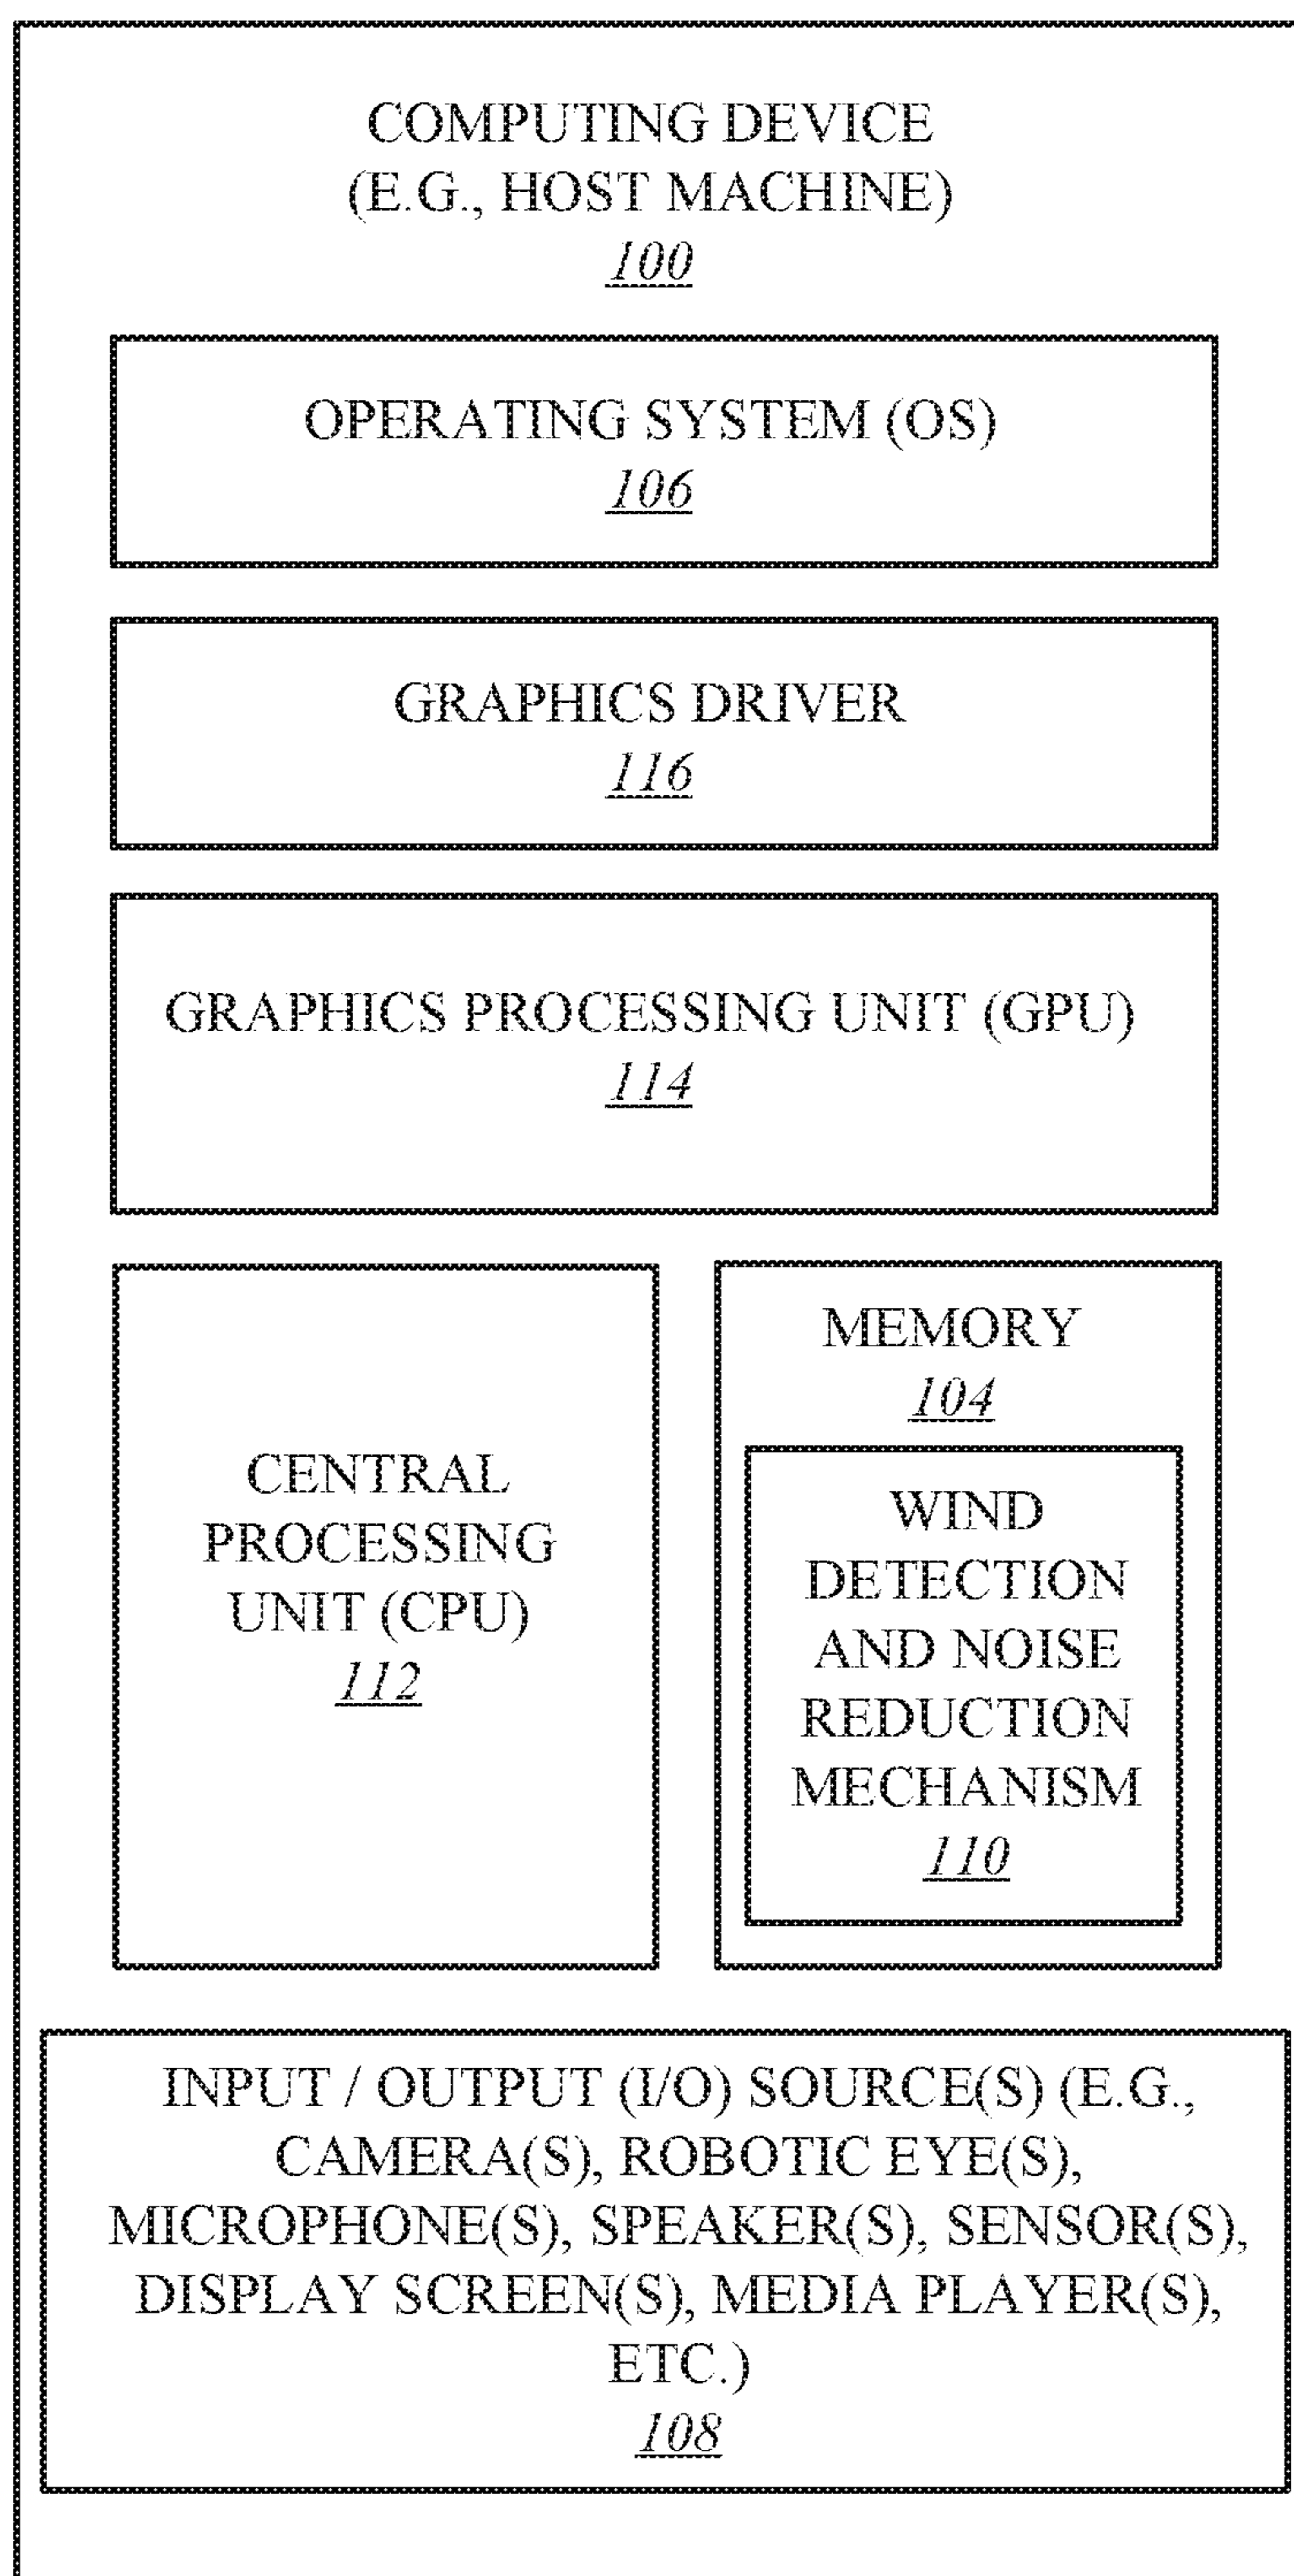 COMPUTING DEVICE
(E.G., HOST MACHINE)
100
OPERATING SYSTEM (OS)
106
GRAPHICS DRIVER
116
GRAPHICS PROCESSING UNIT (GPU)
114
CENTRAL
PROCESSING
UNIT (CPU)
112
MEMORY
104
WIND
DETECTION
AND NOISE
REDUCTION
MECHANISM
110
INPUT / OUTPUT (I/O) SOURCE(S) (E.G.,
CAMERA(S), ROBOTIC EYE(S),
MICROPHONE(S), SPEAKER(S), SENSOR(S),
DISPLAY SCREEN(S), MEDIA PLAYER(S),
ETC.)
108